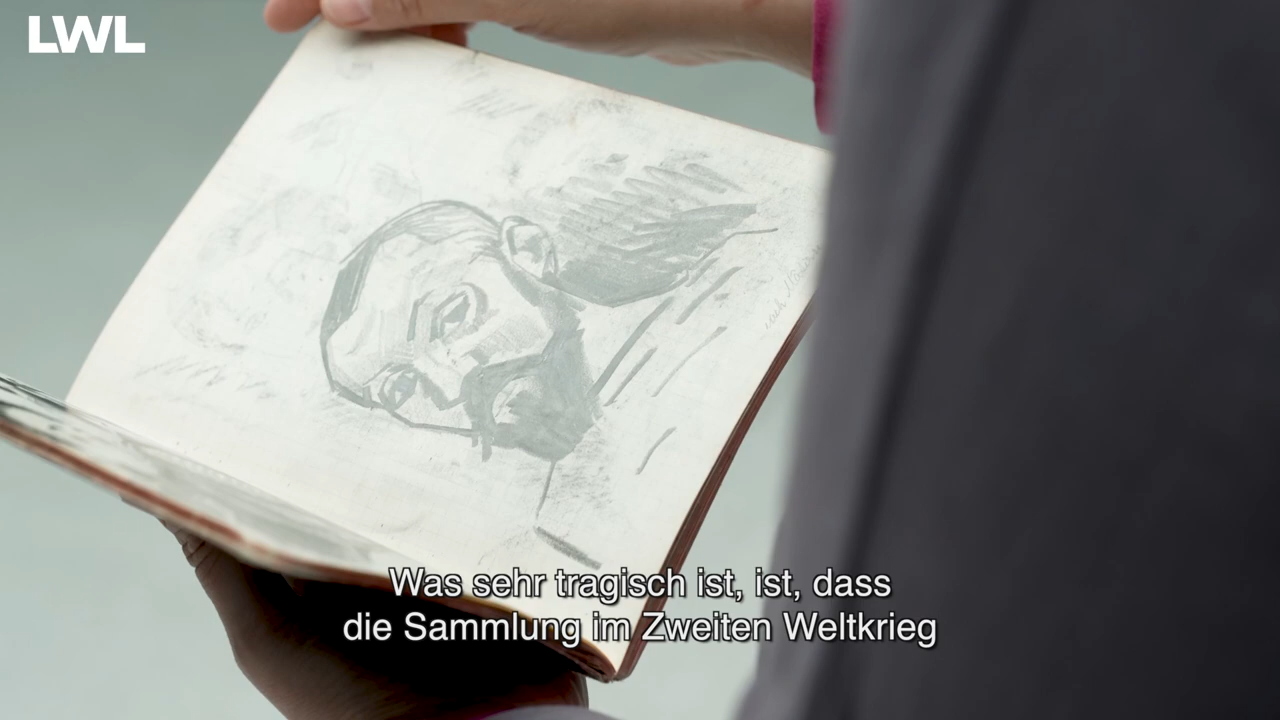 LWL
Was sehr tragisch ist, ist, dass
die Sammlung im Zweiten Weltkrieg